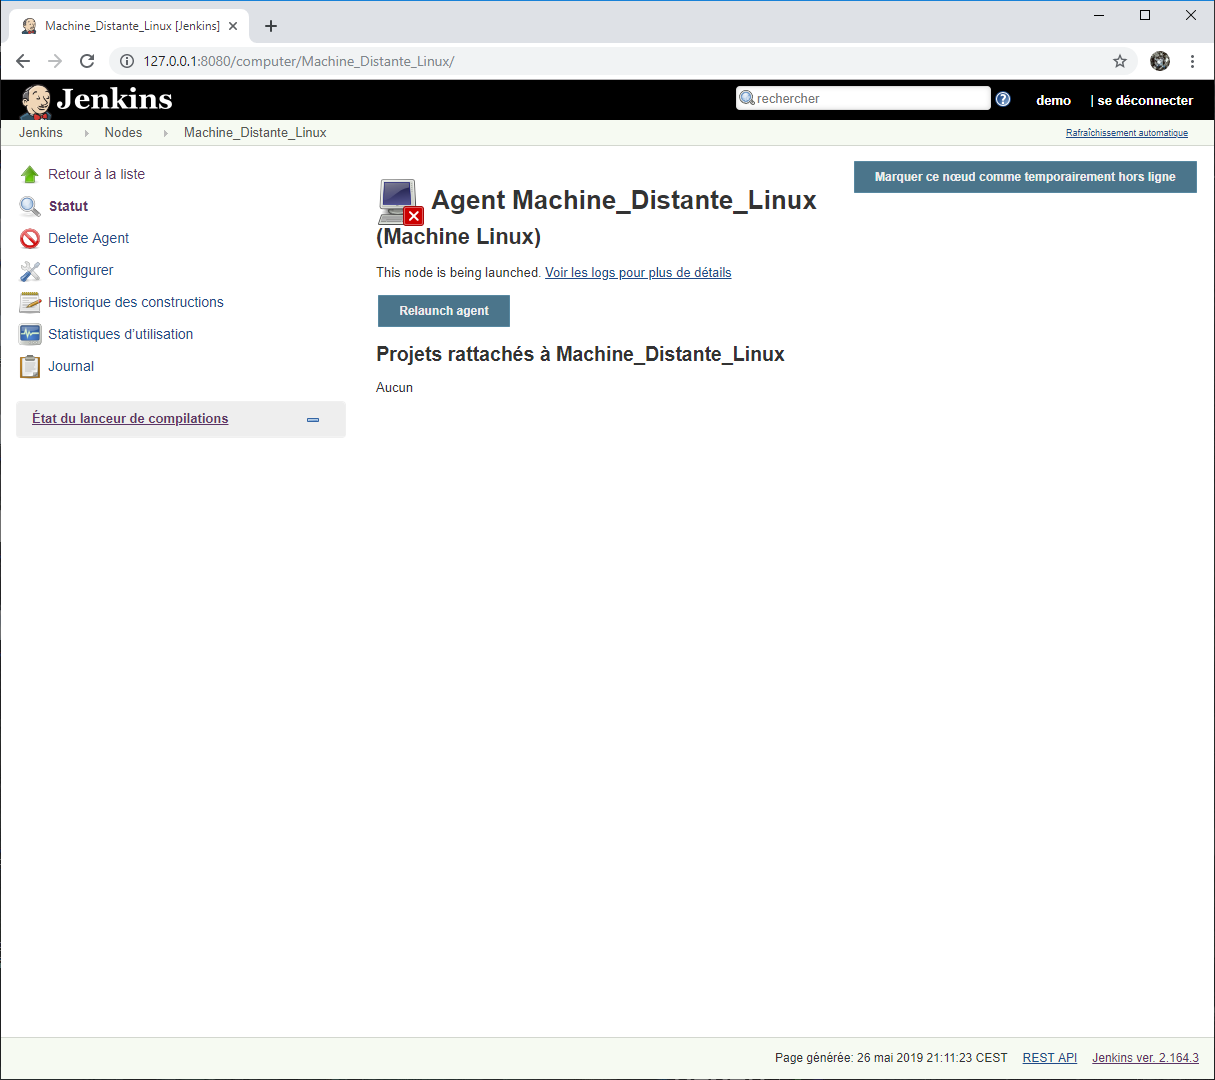 Machine_Distante_Linux [Jenkins]
127.0.0.1:8080/computer/Machine_Distante_Linux/
Jenkins
rechercher
demo
| se déconnecter
Jenkins
Nodes
Machine_Distante_Linux
Rafraîchissement automatique
Retour à la liste
Statut
Delete Agent
Configurer
Historique des constructions
Statistiques d'utilisation
Journal
État du lanceur de compilations
Marquer ce nœud comme temporairement hors ligne
Agent Machine_Distante_Linux
(Machine Linux)
This node is being launched. Voir les logs pour plus de détails
Relaunch agent
Projets rattachés à Machine_Distante_Linux
Aucun
Page générée: 26 mai 2019 21:11:23 CEST
REST API
Jenkins ver. 2.164.3